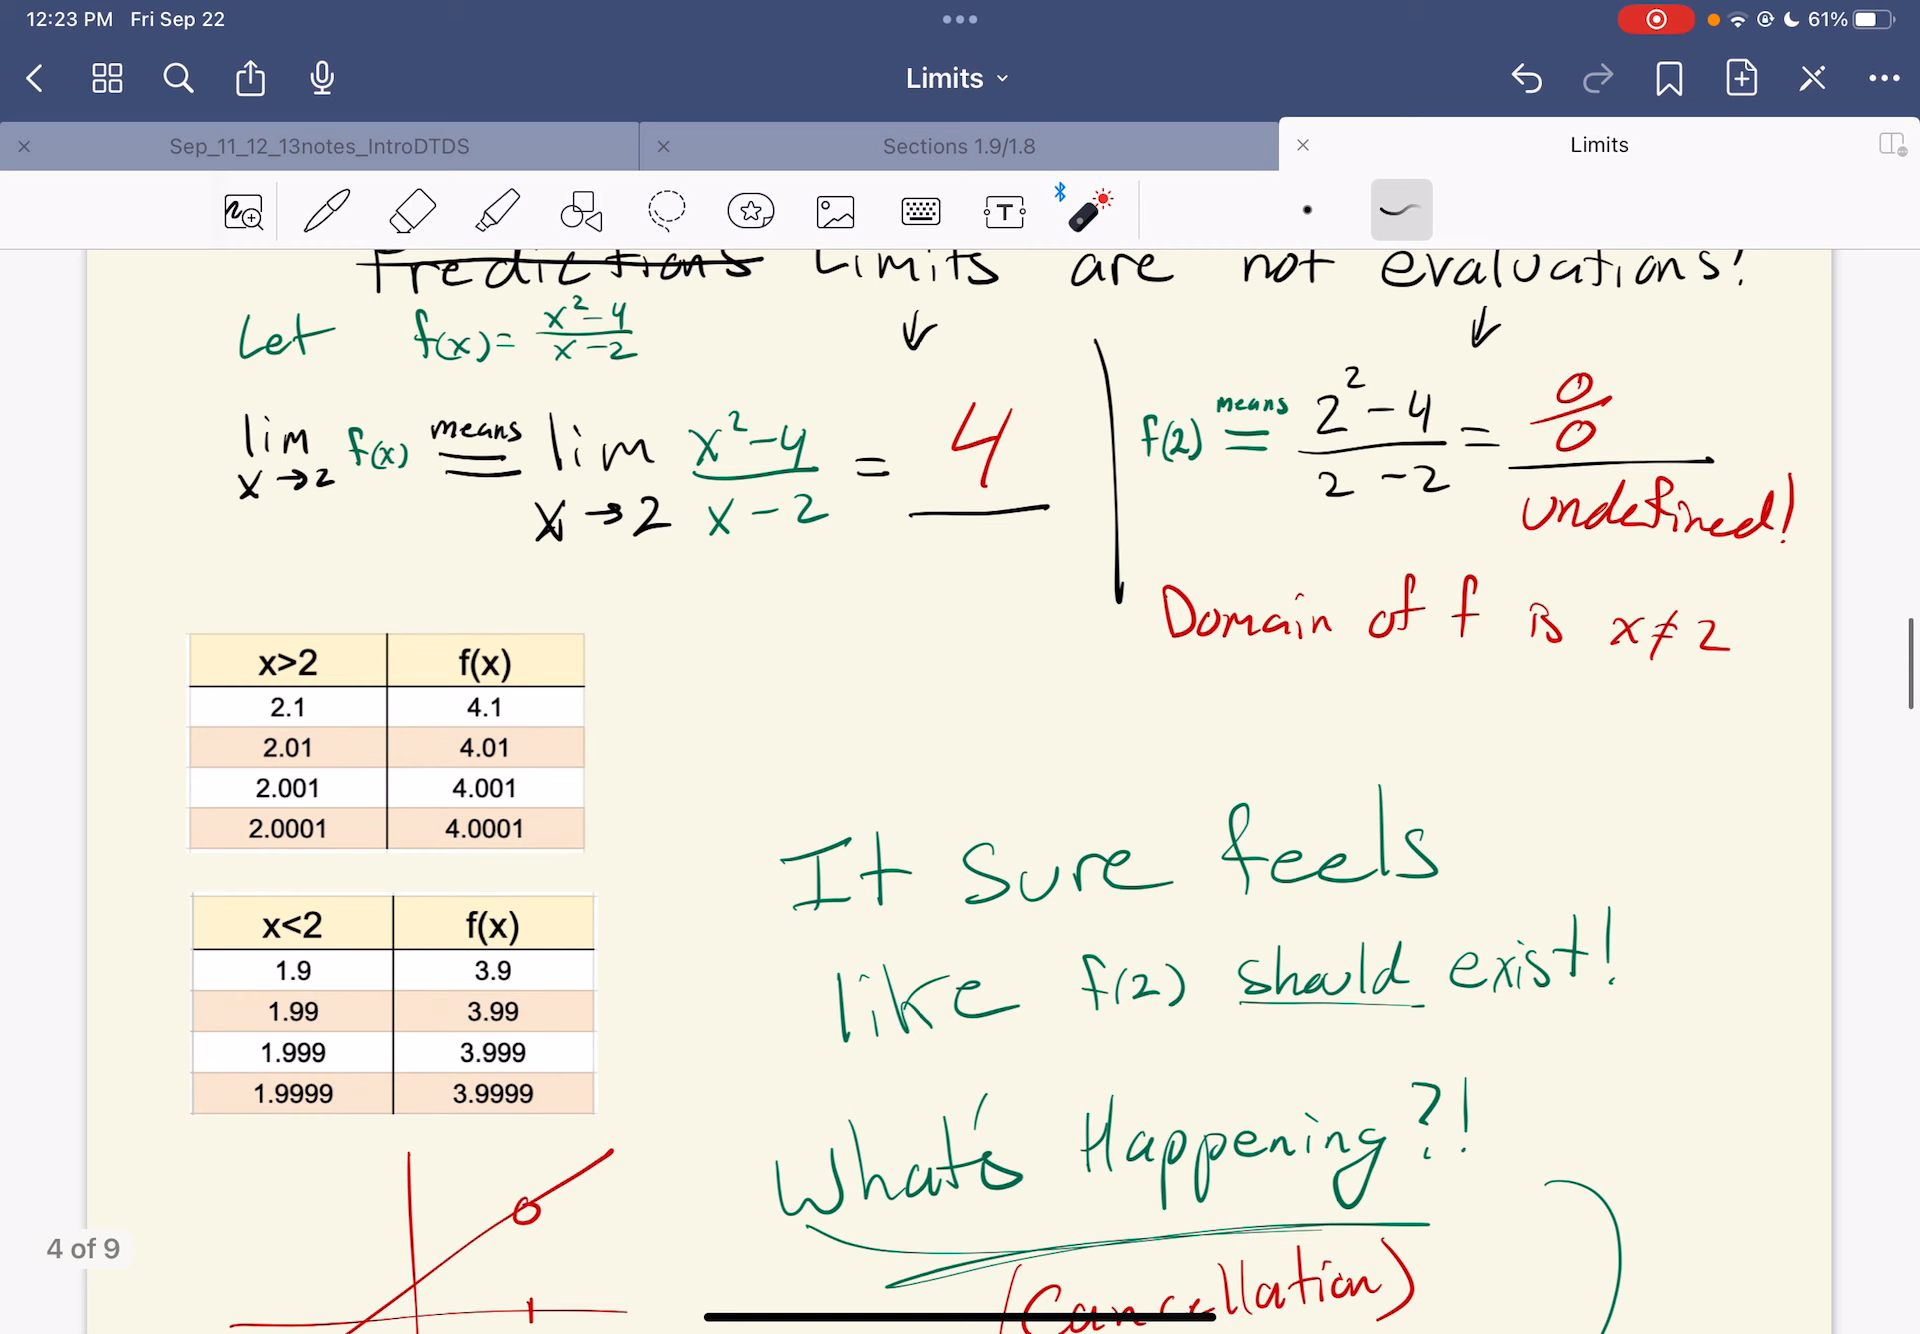 12:23 PM Fri Sep 22
61%
Limits
Sep_11_12_13notes_IntroDTDS
Sections 1.9/1.8
Limits
T
Predictions Limits are not evaluations!
Let f(x) = x²-4 / x-2
lim x→2 f(x) means = lim x→2 x²-4 / x-2 = 4
f(2) means = 2²-4 / 2-2 = 0/0
undefined!
Domain of f is x≠2
x>2 f(x)
2.1 4.1
2.01 4.01
2.001 4.001
2.0001 4.0001
It sure feels
like f(2) should exist!
x<2 f(x)
1.9 3.9
1.99 3.99
1.999 3.999
1.9999 3.9999
What's Happening?!
(Cancellation)
4 of 9